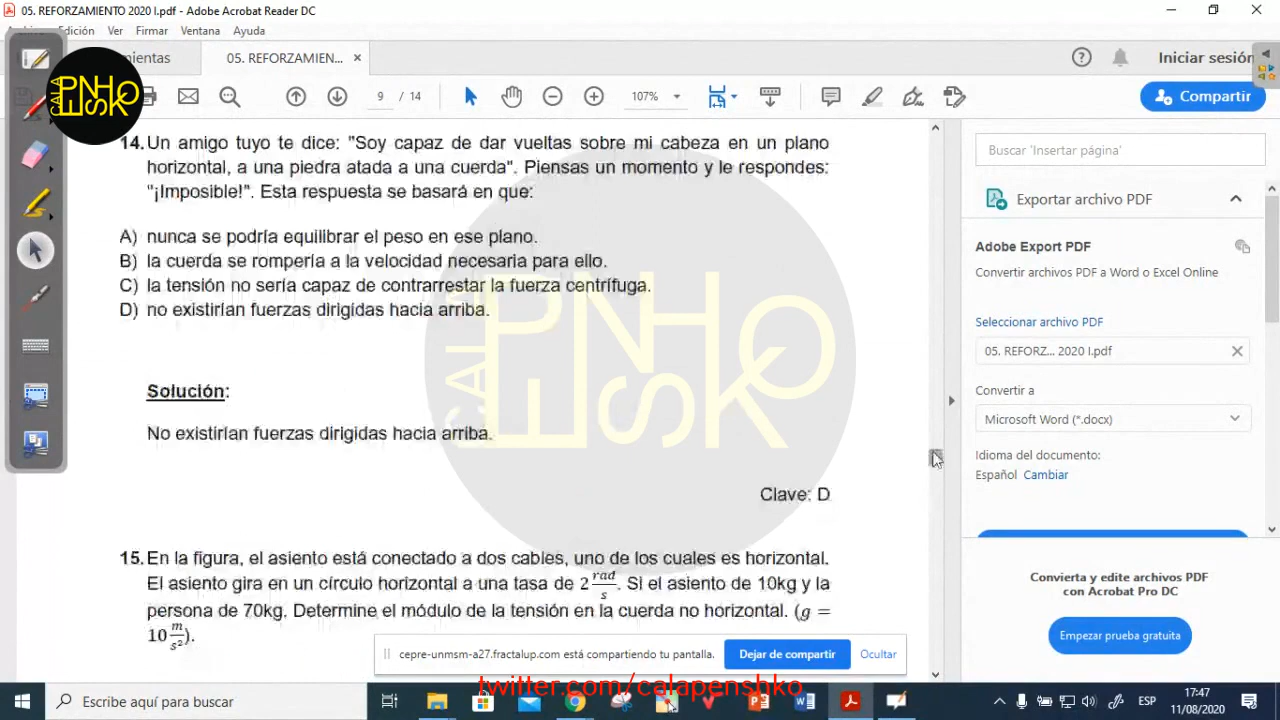 05. REFORZAMIENTO 2020 I.pdf - Adobe Acrobat Reader DC
Edición Ver Firmar Ventana Ayuda
05. REFORZAMIEN... ×
Iniciar sesión
9 / 14
107%
Compartir
CALA
PENHOESKO
14. Un amigo tuyo te dice: "Soy capaz de dar vueltas sobre mi cabeza en un plano
horizontal, a una piedra atada a una cuerda". Piensas un momento y le respondes:
"¡Imposible!". Esta respuesta se basará en que:
A) nunca se podría equilibrar el peso en ese plano.
B) la cuerda se rompería a la velocidad necesaria para ello.
C) la tensión no sería capaz de contrarrestar la fuerza centrífuga.
D) no existirían fuerzas dirigidas hacia arriba.
Solución:
No existirían fuerzas dirigidas hacia arriba.
Clave: D
15. En la figura, el asiento está conectado a dos cables, uno de los cuales es horizontal.
El asiento gira en un círculo horizontal a una tasa de 2 rad/s. Si el asiento de 10kg y la
persona de 70kg. Determine el módulo de la tensión en la cuerda no horizontal. (g =
10 m/s²).
Buscar 'Insertar página'
Exportar archivo PDF
Adobe Export PDF
Convertir archivos PDF a Word o Excel Online
Seleccionar archivo PDF
05. REFORZ... 2020 I.pdf ×
Convertir a
Microsoft Word (*.docx)
Idioma del documento:
Español Cambiar
Convierta y edite archivos PDF
con Acrobat Pro DC
Empezar prueba gratuita
cepre-unmsm-a27.fractalup.com está compartiendo tu pantalla. Dejar de compartir Ocultar
twitter.com/calapenshko
Escribe aquí para buscar
ESP
17:47
11/08/2020